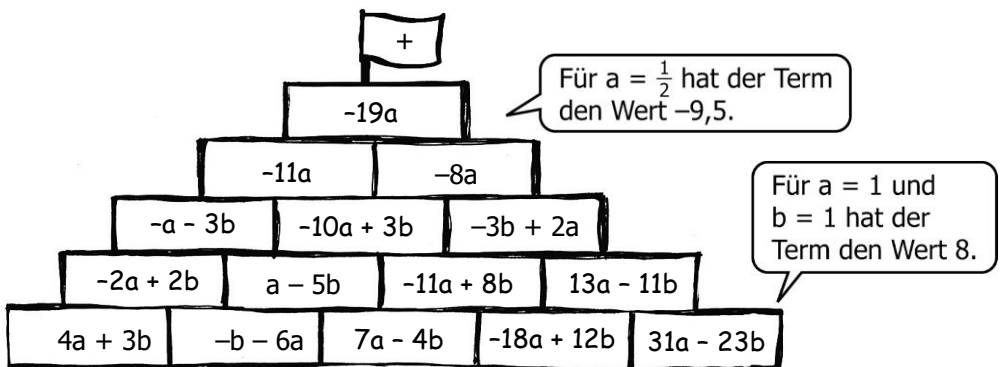 +
Für a = 1/2 hat der Term
den Wert –9,5.
-19a
-11a –8a
Für a = 1 und
b = 1 hat der
Term den Wert 8.
-a - 3b -10a + 3b –3b + 2a
-2a + 2b a – 5b -11a + 8b 13a - 11b
4a + 3b –b – 6a 7a - 4b -18a + 12b 31a - 23b